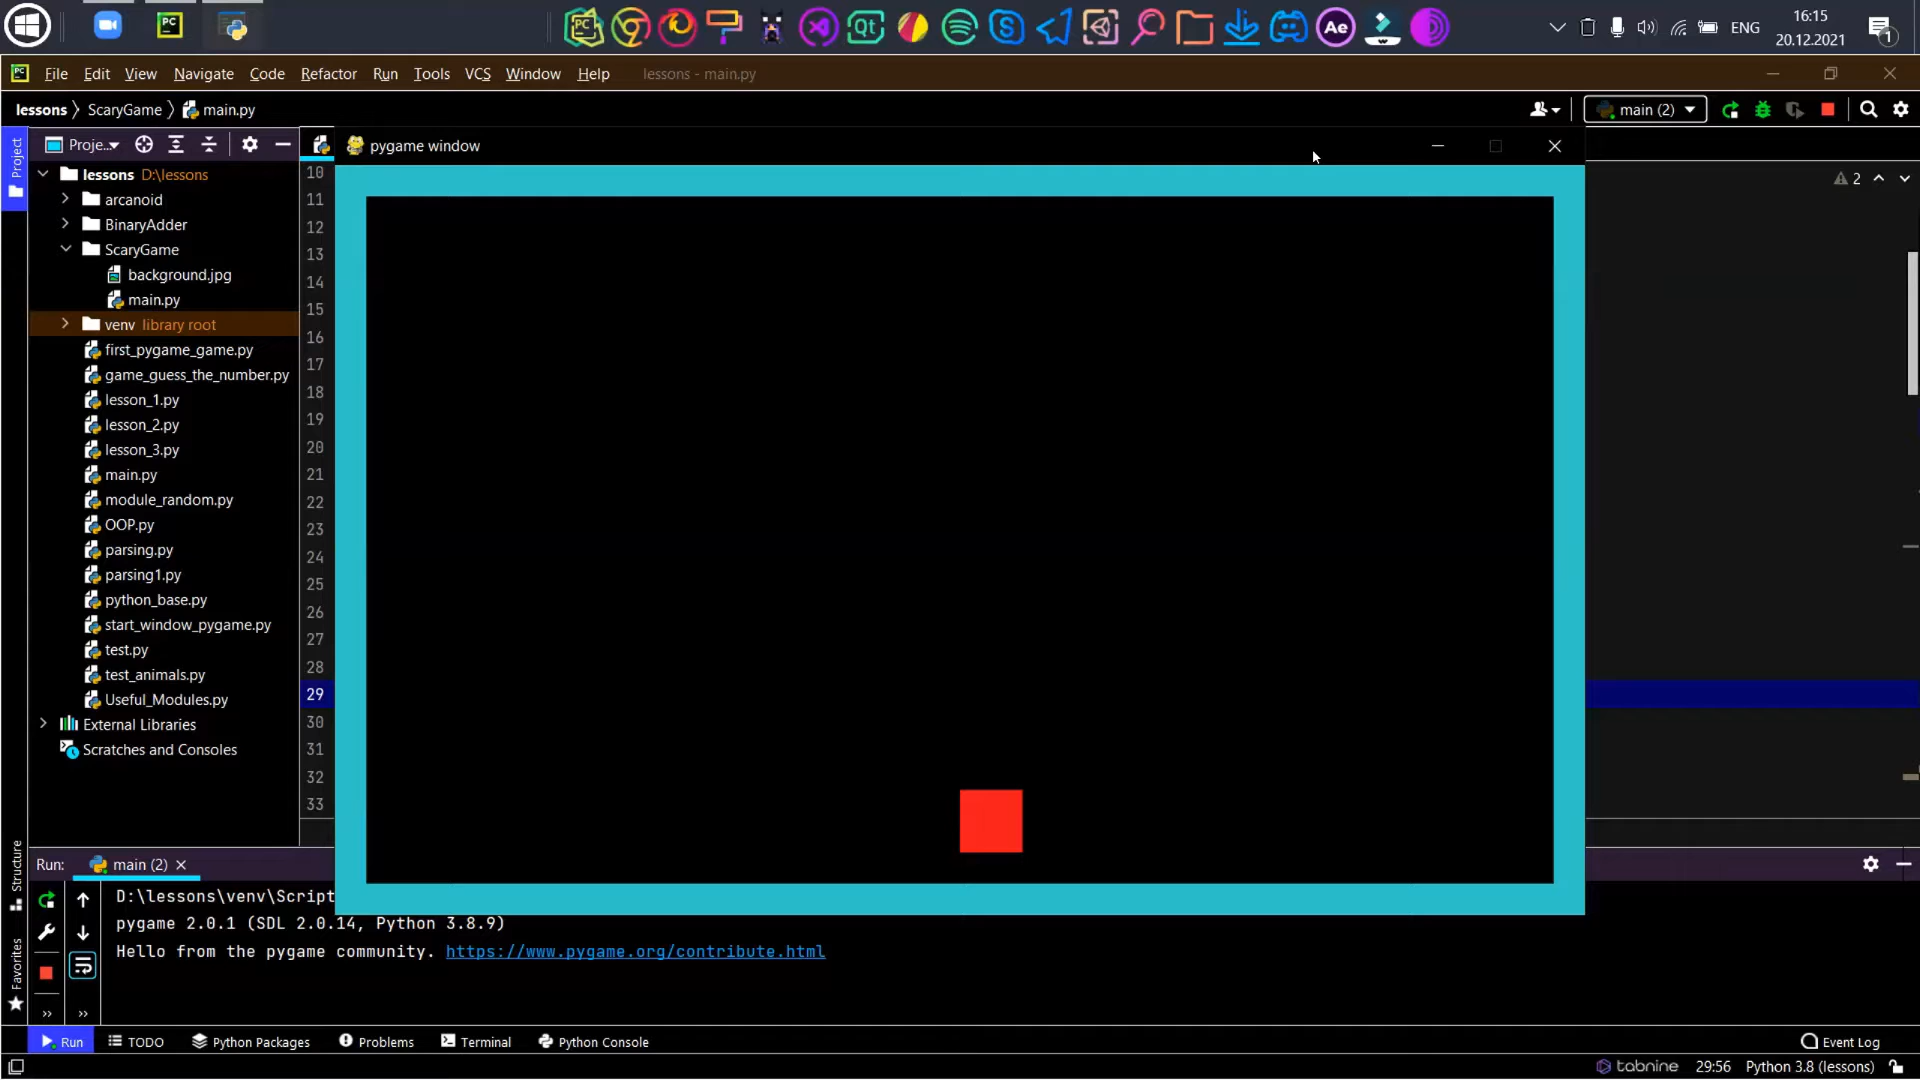 PC
PC
Qt
Ae
ENG
16:15
20.12.2021
1
PC File Edit View Navigate Code Refactor Run Tools VCS Window Help lessons - main.py
lessons 〉 ScaryGame 〉 main.py
main (2)
Project
Proje...
pygame window
2
lessons D:\lessons
arcanoid
BinaryAdder
ScaryGame
background.jpg
main.py
venv library root
first_pygame_game.py
game_guess_the_number.py
lesson_1.py
lesson_2.py
lesson_3.py
main.py
module_random.py
OOP.py
parsing.py
parsing1.py
python_base.py
start_window_pygame.py
test.py
test_animals.py
Useful_Modules.py
External Libraries
Scratches and Consoles
10
11
12
13
14
15
16
17
18
19
20
21
22
23
24
25
26
27
28
29
30
31
32
33
Structure
Favorites
Run: main (2)
D:\lessons\venv\Script
pygame 2.0.1 (SDL 2.0.14, Python 3.8.9)
Hello from the pygame community. https://www.pygame.org/contribute.html
Run TODO Python Packages Problems Terminal Python Console Event Log
tabnine 29:56 Python 3.8 (lessons)